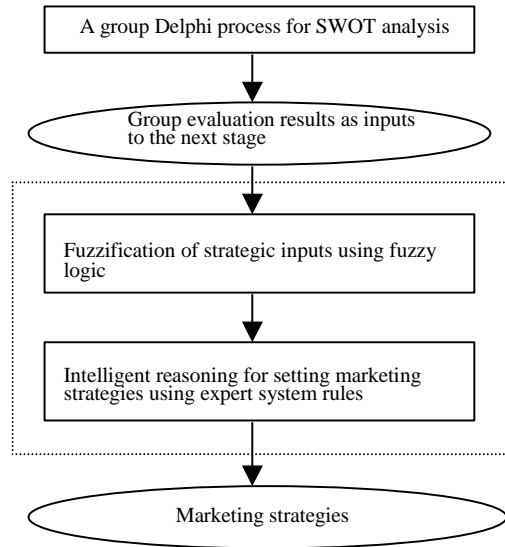 A group Delphi process for SWOT analysis
Group evaluation results as inputs
to the next stage
Fuzzification of strategic inputs using fuzzy
logic
Intelligent reasoning for setting marketing
strategies using expert system rules
Marketing strategies